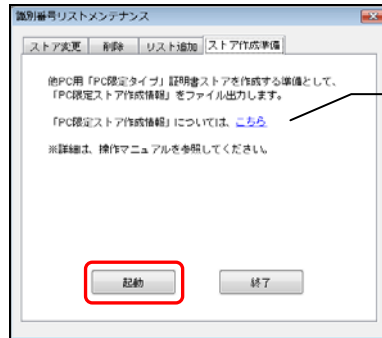 識別番号リストメンテナンス
ストア変更 削除 リスト追加 ストア作成準備
他PC用「PC限定タイプ」証明書ストアを作成する準備として、
「PC限定ストア作成情報」をファイル出力します。
「PC限定ストア作成情報」については、こちら
※詳細は、操作マニュアルを参照してください。
起動 終了